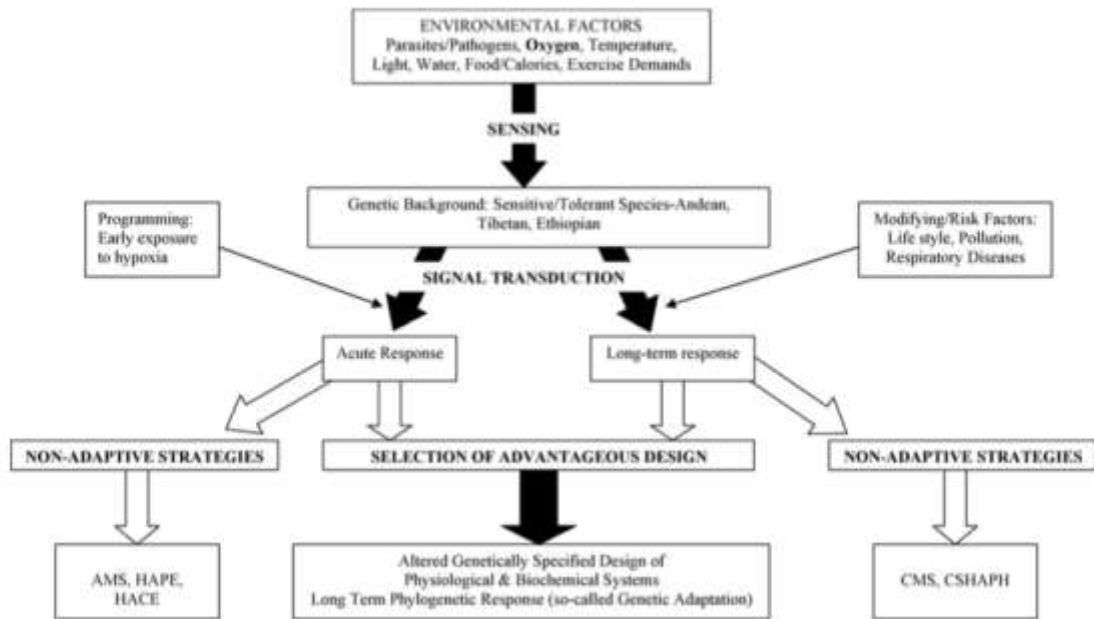 ENVIRONMENTAL FACTORS
Parasites/Pathogens, Oxygen, Temperature,
Light, Water, Food/Calories, Exercise Demands
SENSING
Genetic Background: Sensitive/Tolerant Species-Andean,
Tibetan, Ethiopian
Programming:
Early exposure
to hypoxia
Modifying/Risk Factors:
Life style, Pollution,
Respiratory Diseases
SIGNAL TRANSDUCTION
Acute Response
Long-term response
NON-ADAPTIVE STRATEGIES
SELECTION OF ADVANTAGEOUS DESIGN
NON-ADAPTIVE STRATEGIES
AMS, HAPE,
HACE
Altered Genetically Specified Design of
Physiological & Biochemical Systems
Long Term Phylogenetic Response (so-called Genetic Adaptation)
CMS, CSHAPH